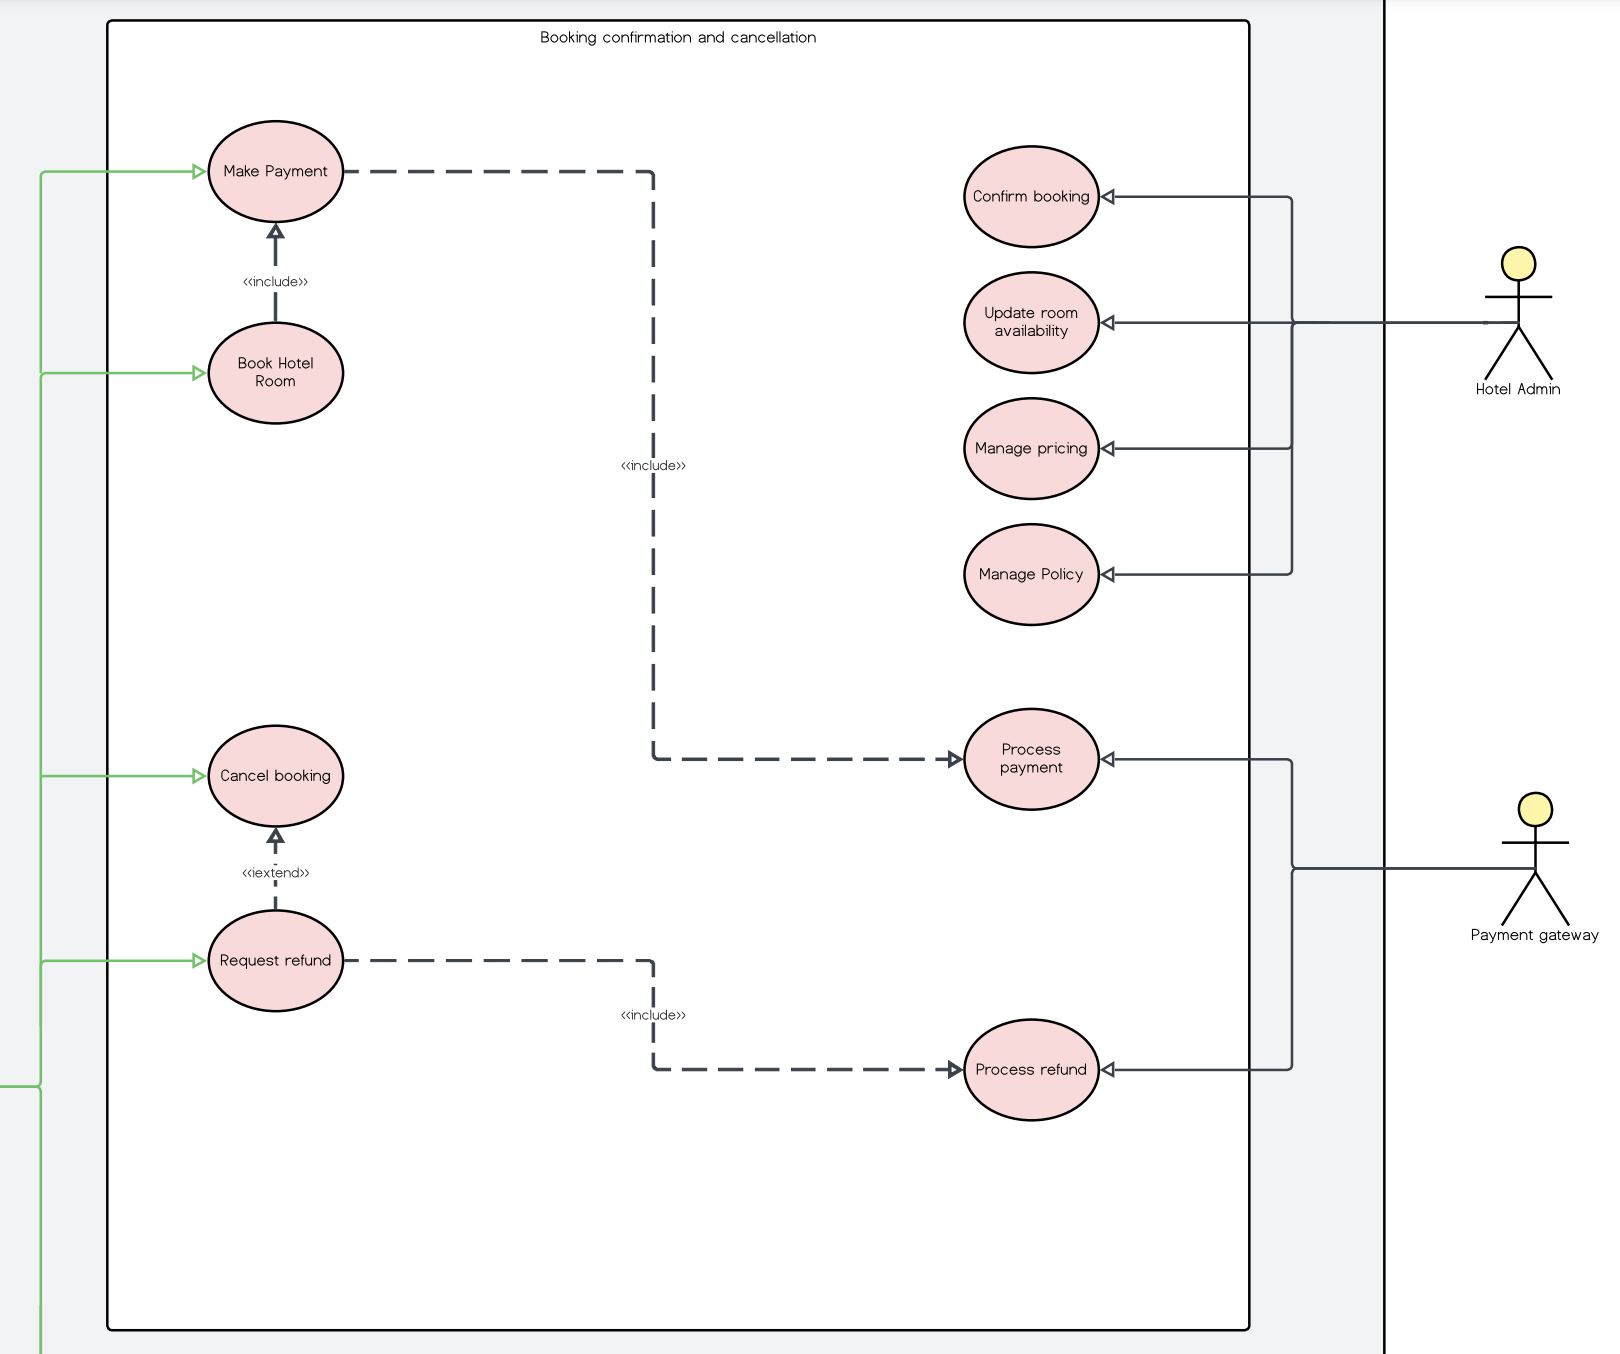 Booking confirmation and cancellation
Make Payment
<<include>>
Book Hotel
Room
<<include>>
Cancel booking
<<iextend>>
Request refund
<<include>>
Confirm booking
Update room
availability
Manage pricing
Manage Policy
Process
payment
Process refund
Hotel Admin
Payment gateway